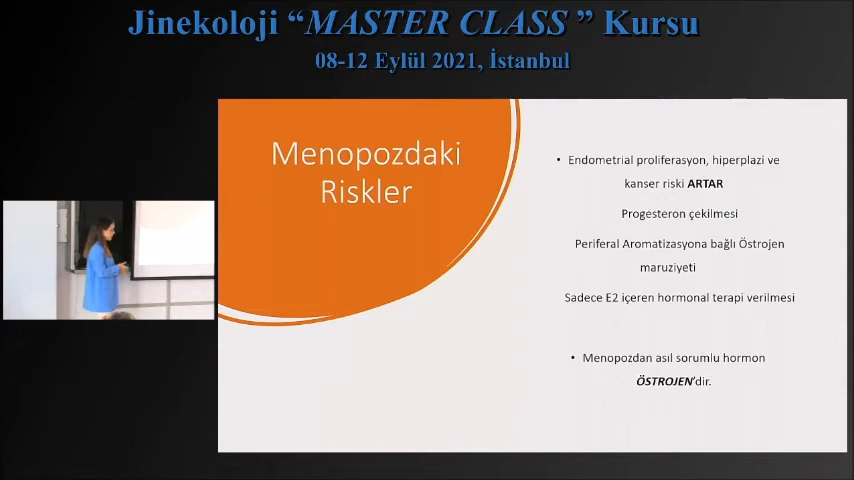 Jinekoloji “MASTER CLASS ” Kursu
08-12 Eylül 2021, İstanbul
Menopozdaki
Riskler
• Endometrial proliferasyon, hiperplazi ve
kanser riski ARTAR
Progesteron çekilmesi
Periferal Aromatizasyona bağlı Östrojen
maruziyeti
Sadece E2 içeren hormonal terapi verilmesi
• Menopozdan asıl sorumlu hormon
ÖSTROJEN’dir.